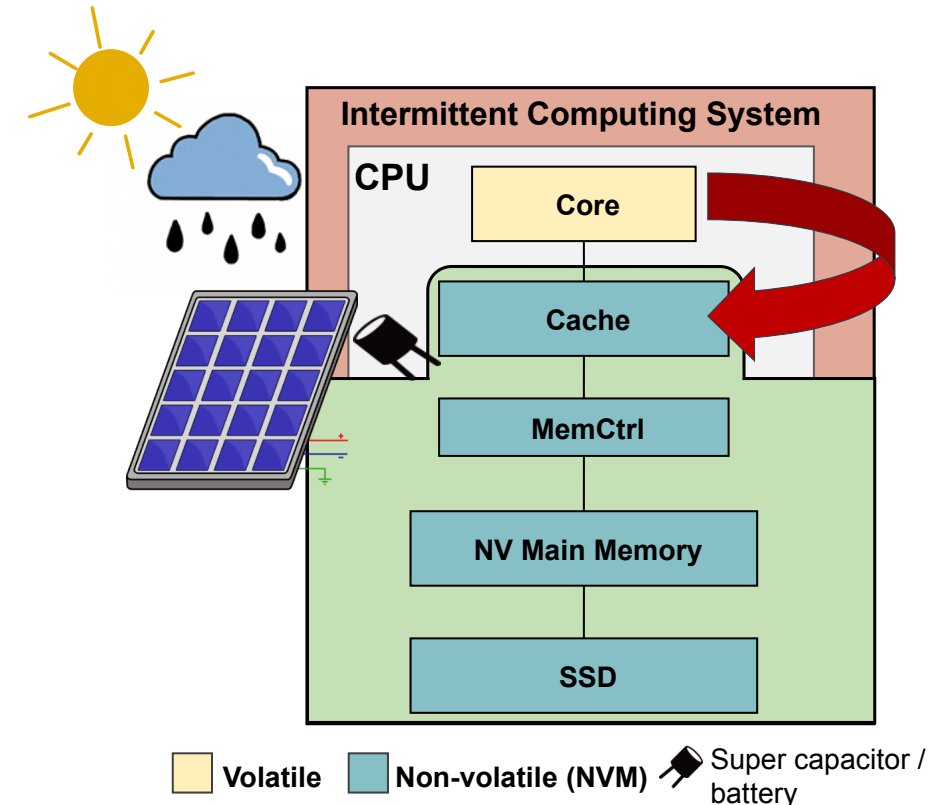 Intermittent Computing System
CPU
Core
Cache
MemCtrl
+
-
NV Main Memory
SSD
Volatile
Non-volatile (NVM)
Super capacitor /
battery